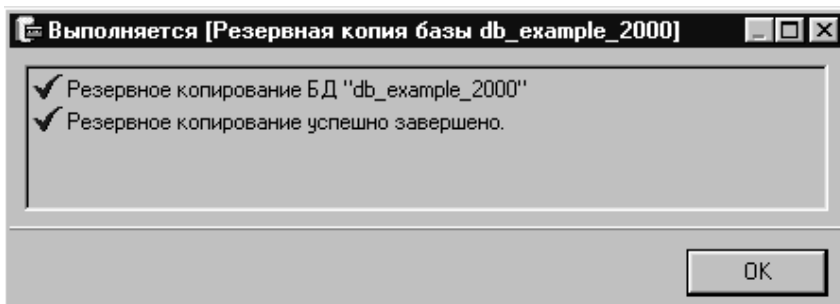 Выполняется [Резервная копия базы db_example_2000]
Резервное копирование БД "db_example_2000"
Резервное копирование успешно завершено.
OK